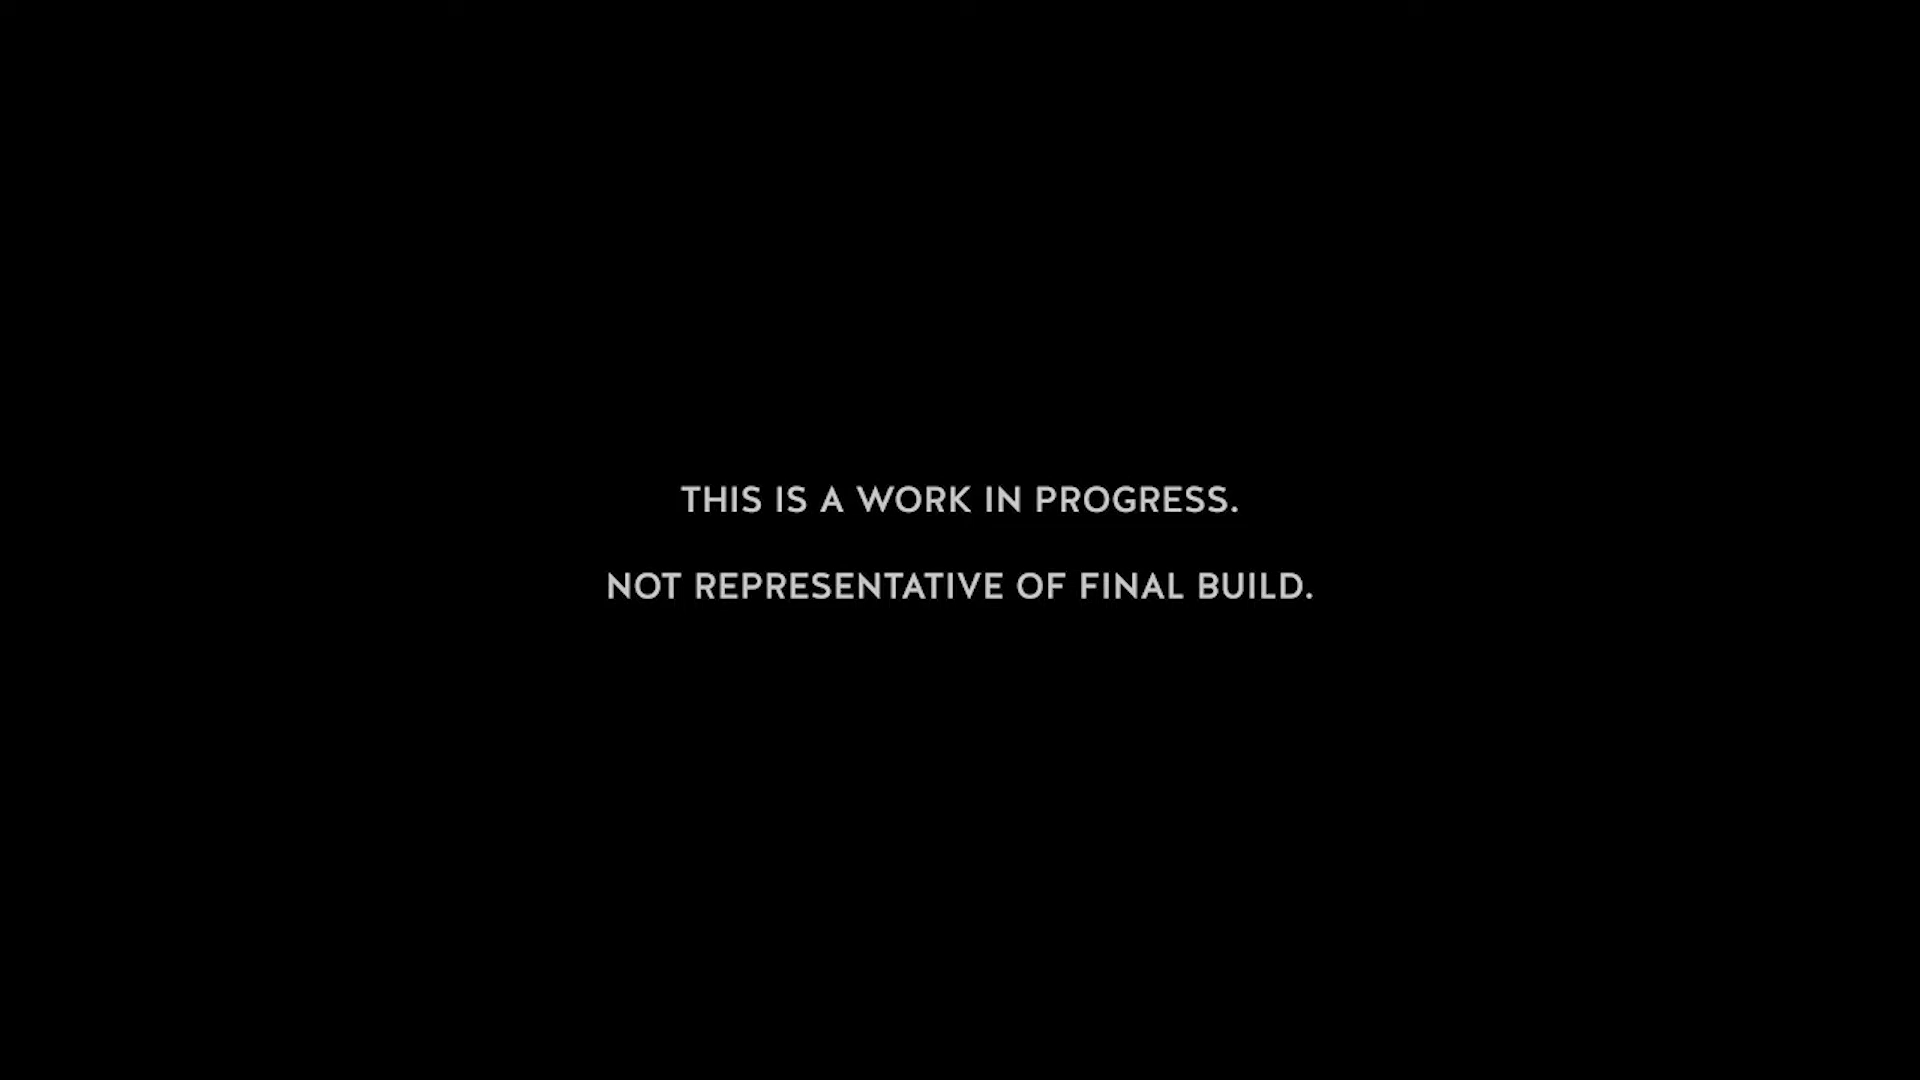 THIS IS A WORK IN PROGRESS.
NOT REPRESENTATIVE OF FINAL BUILD.